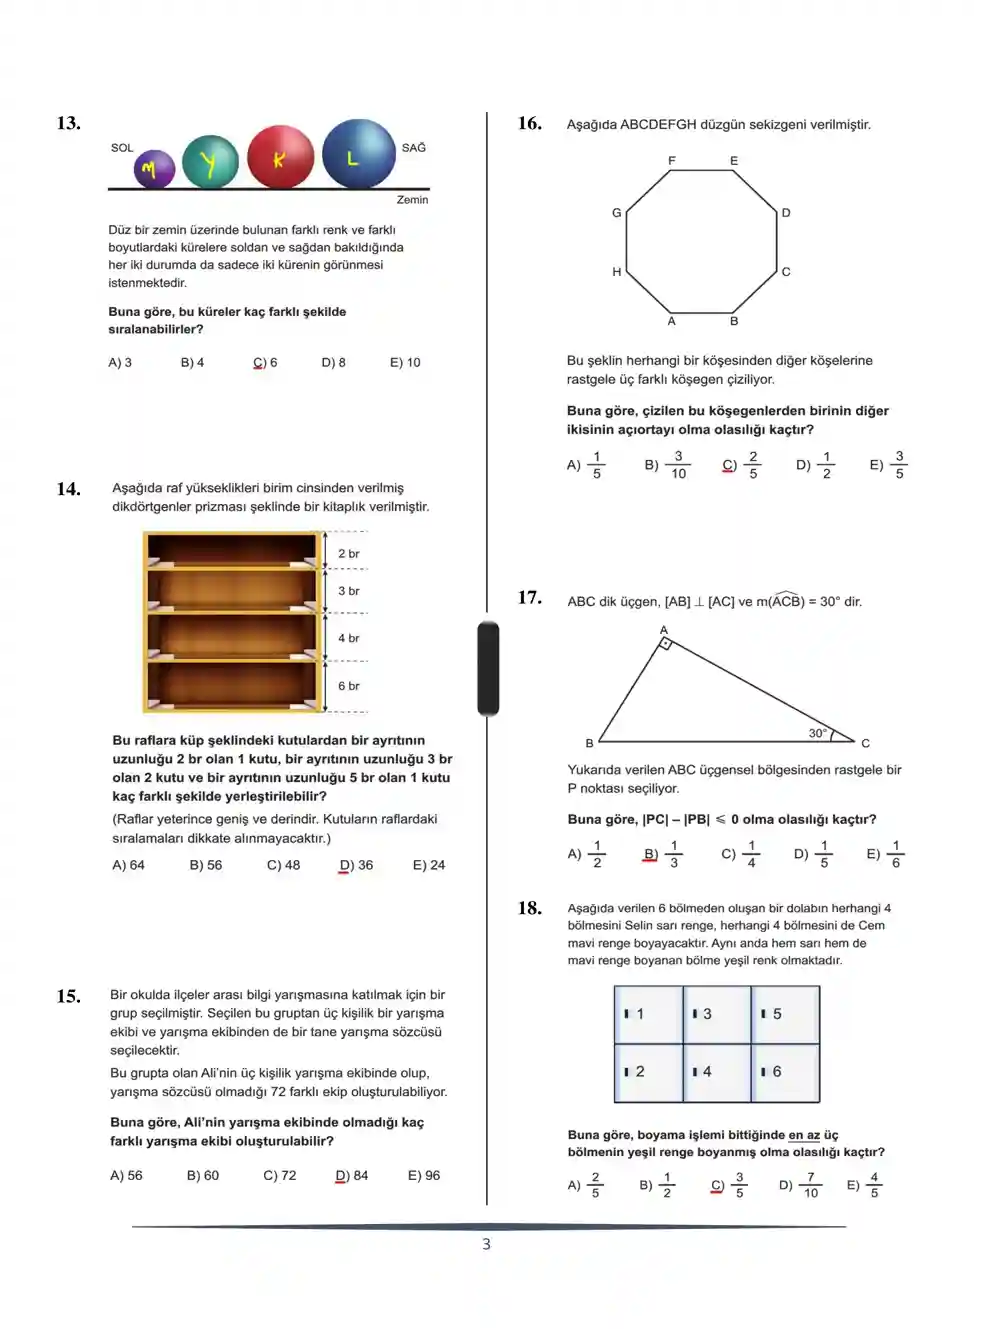 13.
SOL
M
Y
K
L
SAĞ
Zemin
Düz bir zemin üzerinde bulunan farklı renk ve farklı
boyutlardaki kürelere soldan ve sağdan bakıldığında
her iki durumda da sadece iki kürenin görünmesi
istenmektedir.
Buna göre, bu küreler kaç farklı şekilde
sıralanabilirler?
A) 3 B) 4 C) 6 D) 8 E) 10
14. Aşağıda raf yükseklikleri birim cinsinden verilmiş
dikdörtgenler prizması şeklinde bir kitaplık verilmiştir.
2 br
3 br
4 br
6 br
Bu raflara küp şeklindeki kutulardan bir ayrıtının
uzunluğu 2 br olan 1 kutu, bir ayrıtının uzunluğu 3 br
olan 2 kutu ve bir ayrıtının uzunluğu 5 br olan 1 kutu
kaç farklı şekilde yerleştirilebilir?
(Raflar yeterince geniş ve derindir. Kutuların raflardaki
sıralamaları dikkate alınmayacaktır.)
A) 64 B) 56 C) 48 D) 36 E) 24
15. Bir okulda ilçeler arası bilgi yarışmasına katılmak için bir
grup seçilmiştir. Seçilen bu gruptan üç kişilik bir yarışma
ekibi ve yarışma ekibinden de bir tane yarışma sözcüsü
seçilecektir.
Bu grupta olan Ali'nin üç kişilik yarışma ekibinde olup,
yarışma sözcüsü olmadığı 72 farklı ekip oluşturulabiliyor.
Buna göre, Ali'nin yarışma ekibinde olmadığı kaç
farklı yarışma ekibi oluşturulabilir?
A) 56 B) 60 C) 72 D) 84 E) 96
16. Aşağıda ABCDEFGH düzgün sekizgeni verilmiştir.
F E
G D
H C
A B
Bu şeklin herhangi bir köşesinden diğer köşelerine
rastgele üç farklı köşegen çiziliyor.
Buna göre, çizilen bu köşegenlerden birinin diğer
ikisinin açıortayı olma olasılığı kaçtır?
A) 1/5 B) 3/10 C) 2/5 D) 1/2 E) 3/5
17. ABC dik üçgen, [AB] ⊥ [AC] ve m(ACB) = 30° dir.
A
30°
B C
Yukarıda verilen ABC üçgensel bölgesinden rastgele bir
P noktası seçiliyor.
Buna göre, |PC| – |PB| ⩽ 0 olma olasılığı kaçtır?
A) 1/2 B) 1/3 C) 1/4 D) 1/5 E) 1/6
18. Aşağıda verilen 6 bölmeden oluşan bir dolabın herhangi 4
bölmesini Selin sarı renge, herhangi 4 bölmesini de Cem
mavi renge boyayacaktır. Aynı anda hem sarı hem de
mavi renge boyanan bölme yeşil renk olmaktadır.
1 3 5
2 4 6
Buna göre, boyama işlemi bittiğinde en az üç
bölmenin yeşil renge boyanmış olma olasılığı kaçtır?
A) 2/5 B) 1/2 C) 3/5 D) 7/10 E) 4/5
3